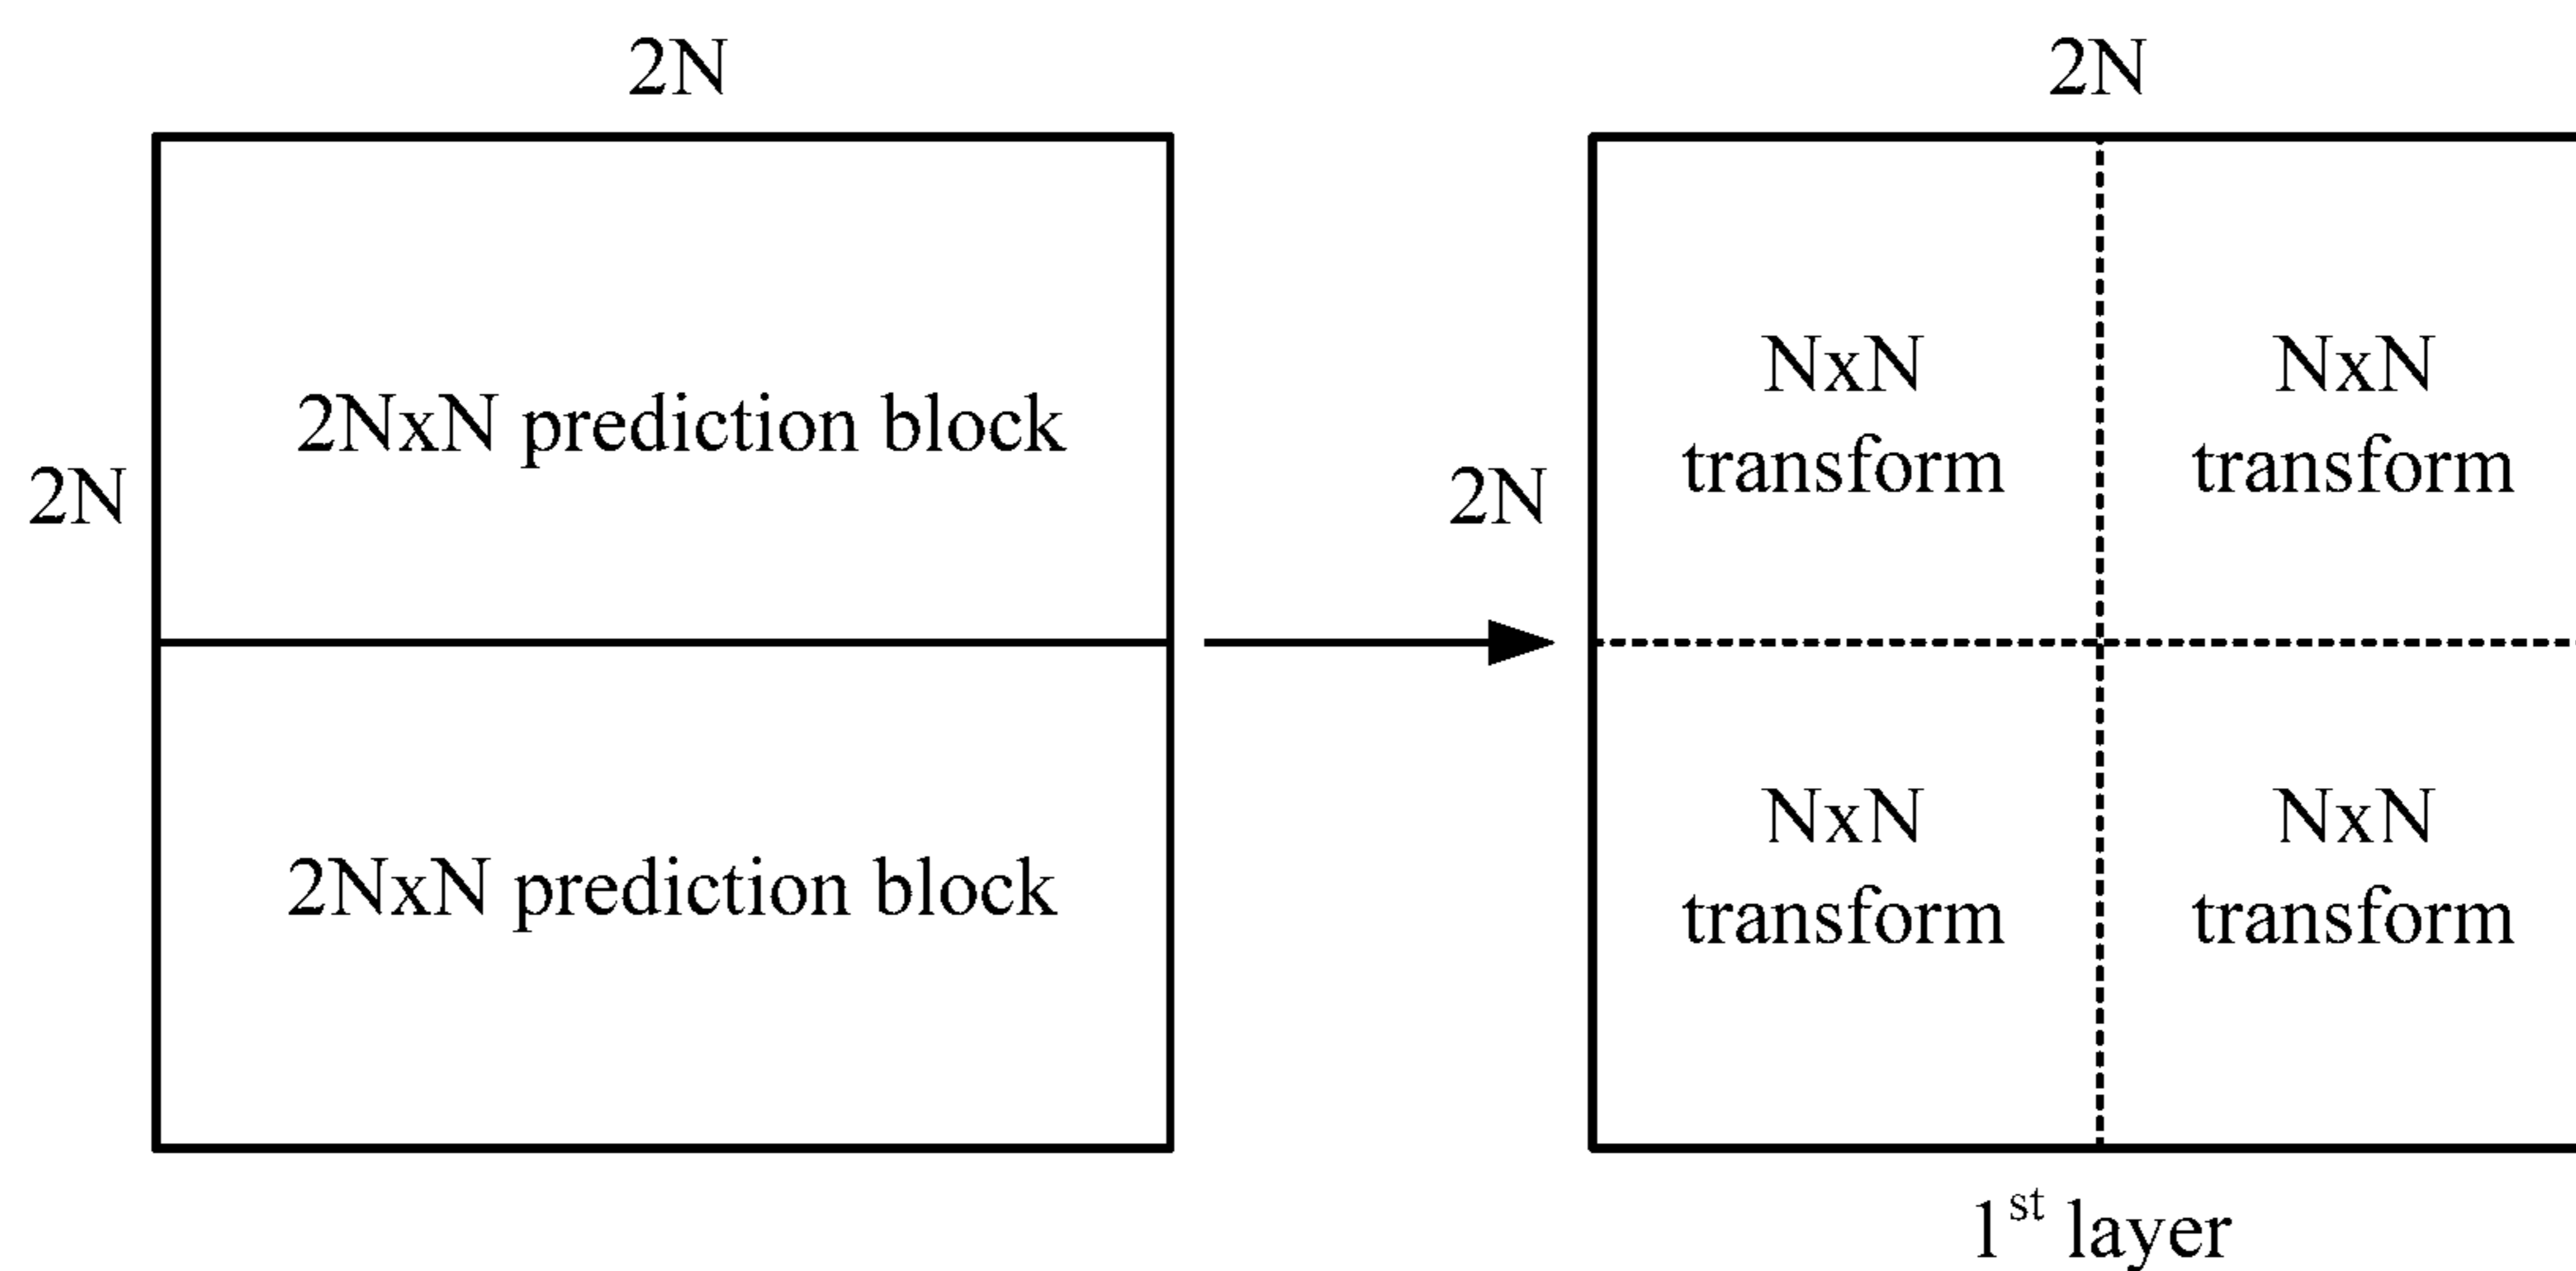 2N
2N
2NxN prediction block
2NxN prediction block
2N
2N
NxN
transform
NxN
transform
NxN
transform
NxN
transform
1st layer